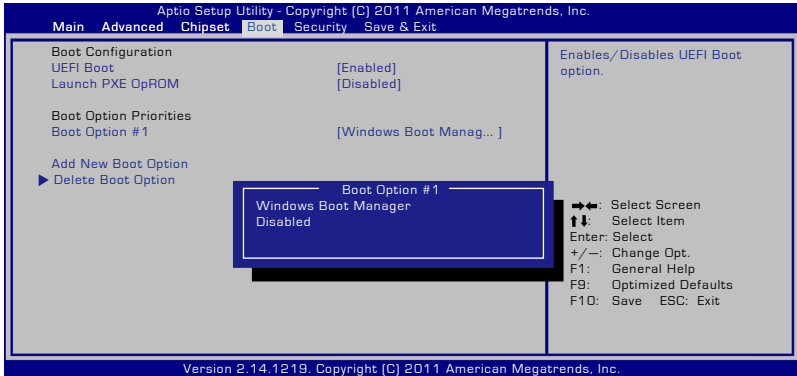 Aptio Setup Utility - Copyright (C) 2011 American Megatrends, Inc.
Main Advanced Chipset Boot Security Save & Exit
Boot Configuration
UEFI Boot [Enabled]
Launch PXE OpROM [Disabled]
Boot Option Priorities
Boot Option #1 [Windows Boot Manag... ]
Add New Boot Option
Delete Boot Option
Boot Option #1
Windows Boot Manager
Disabled
Enables/Disables UEFI Boot
option.
→←: Select Screen
↑↓: Select Item
Enter: Select
+/—: Change Opt.
F1: General Help
F9: Optimized Defaults
F10: Save ESC: Exit
Version 2.14.1219. Copyright (C) 2011 American Megatrends, Inc.